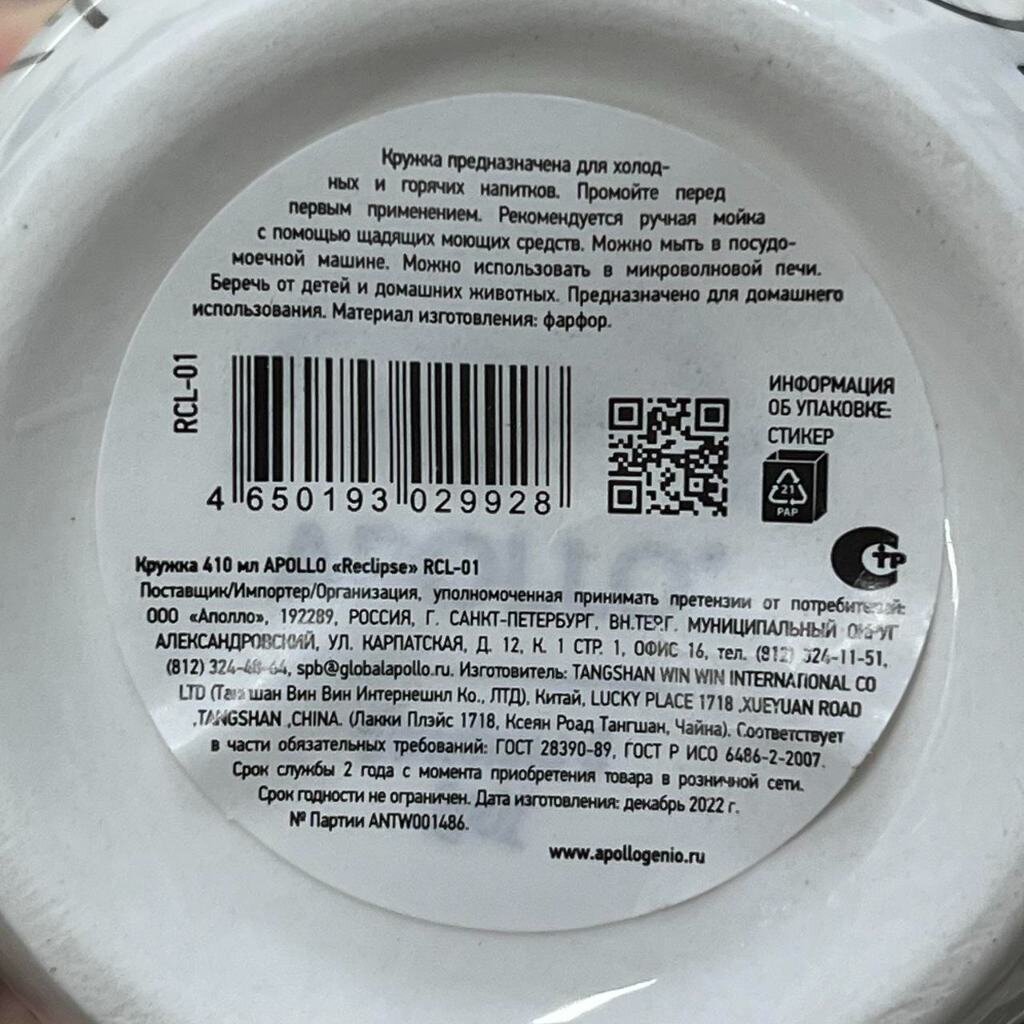 Кружка предназначена для холод-
ных и горячих напитков. Промойте перед
первым применением. Рекомендуется ручная мойка
с помощью щадящих моющих средств. Можно мыть в посудо-
моечной машине. Можно использовать в микроволновой печи.
Беречь от детей и домашних животных. Предназначено для домашнего
использования. Материал изготовления: фарфор.
RCL-01
4 650193 029928
ИНФОРМАЦИЯ
ОБ УПАКОВКЕ:
СТИКЕР
21
PAP
Кружка 410 мл APOLLO «Reclipse» RCL-01
Поставщик/Импортер/Организация, уполномоченная принимать претензии от потребителей:
ООО «Аполло», 192289, РОССИЯ, Г. САНКТ-ПЕТЕРБУРГ, ВН.ТЕР.Г. МУНИЦИПАЛЬНЫЙ ОКРУГ
АЛЕКСАНДРОВСКИЙ, УЛ. КАРПАТСКАЯ, Д. 12, К. 1 СТР. 1, ОФИС 16, тел. (812) 324-11-51,
(812) 324-48-64, spb@globalapollo.ru. Изготовитель: TANGSHAN WIN WIN INTERNATIONAL CO
LTD (Тангшан Вин Вин Интернешнл Ко., ЛТД), Китай, LUCKY PLACE 1718 ,XUEYUAN ROAD
,TANGSHAN ,CHINA. (Лакки Плэйс 1718, Ксеян Роад Тангшан, Чайна). Соответствует
в части обязательных требований: ГОСТ 28390-89, ГОСТ Р ИСО 6486-2-2007.
Срок службы 2 года с момента приобретения товара в розничной сети.
Срок годности не ограничен. Дата изготовления: декабрь 2022 г.
№ Партии ANTW001486.
www.apollogenio.ru